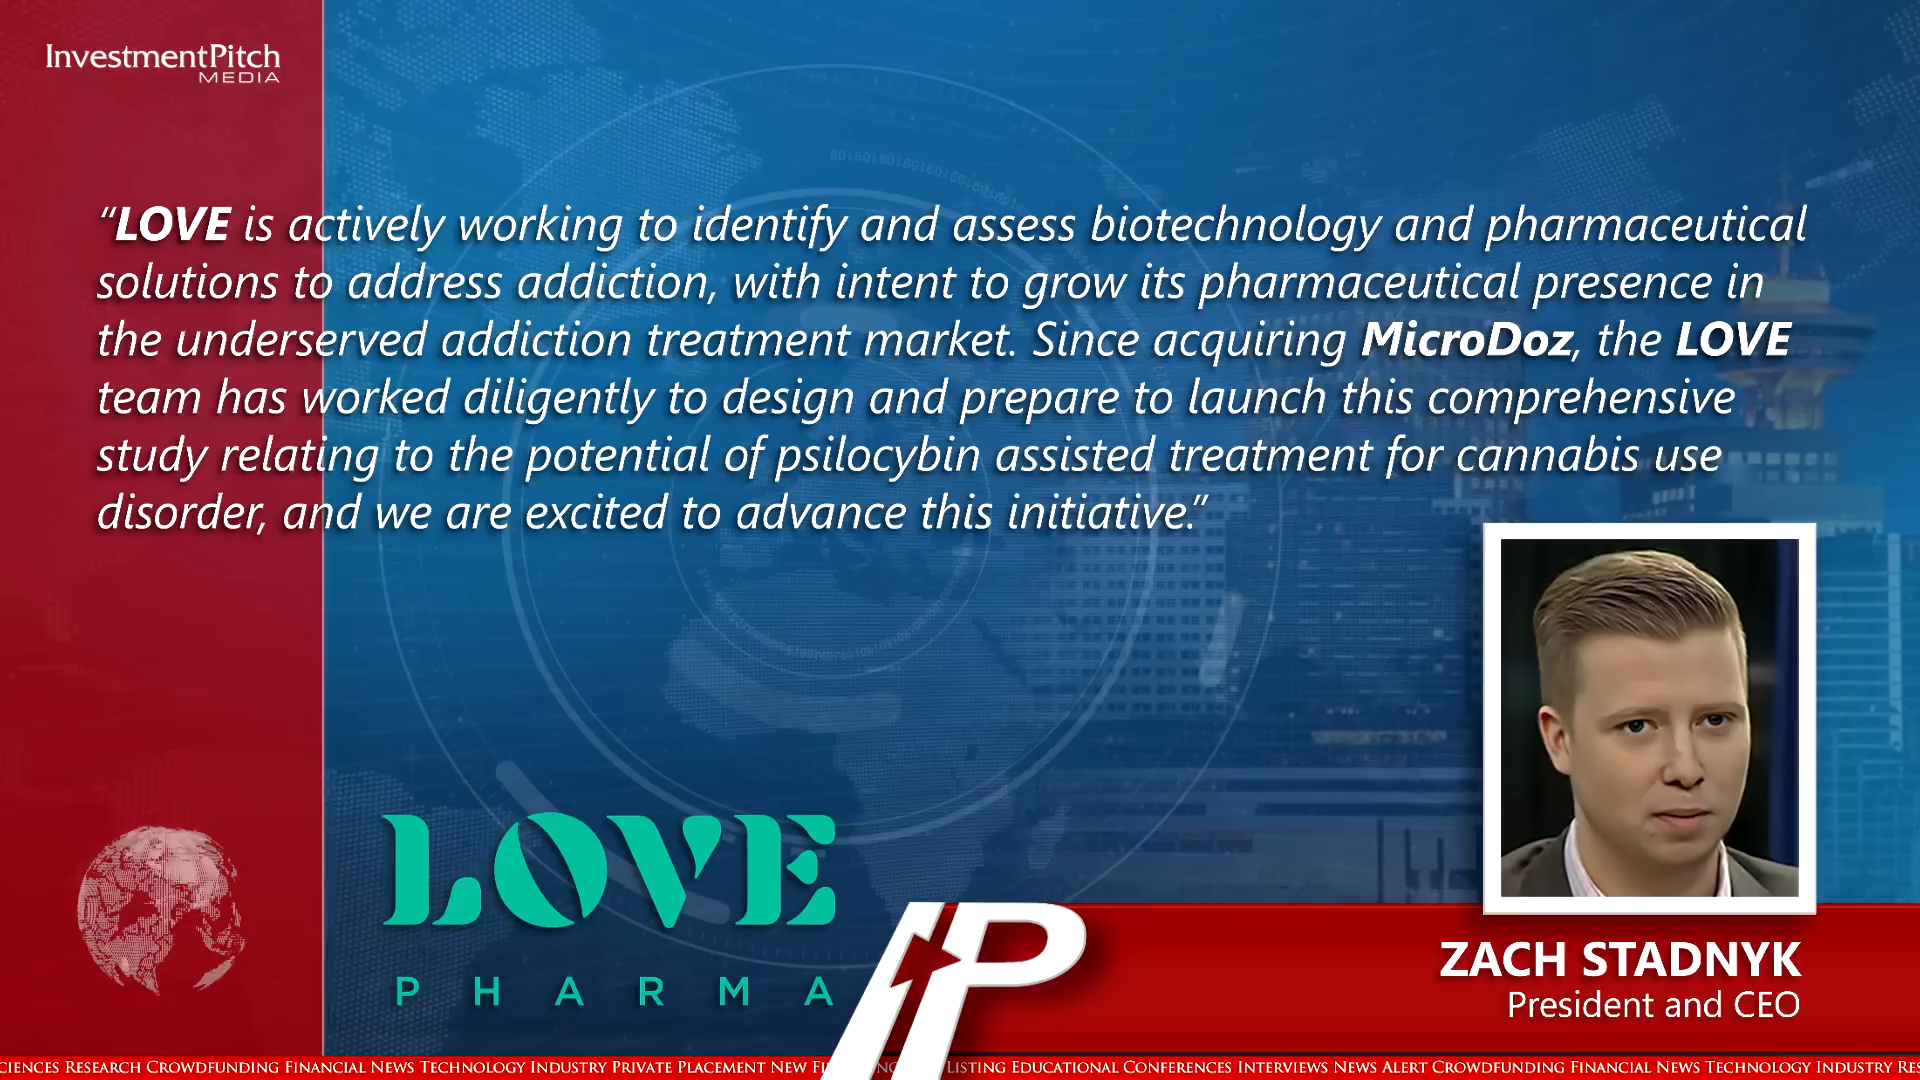 InvestmentPitch
MEDIA
“LOVE is actively working to identify and assess biotechnology and pharmaceutical
solutions to address addiction, with intent to grow its pharmaceutical presence in
the underserved addiction treatment market. Since acquiring MicroDoz, the LOVE
team has worked diligently to design and prepare to launch this comprehensive
study relating to the potential of psilocybin assisted treatment for cannabis use
disorder, and we are excited to advance this initiative.”
LOVE
PHARMA
IP
ZACH STADNYK
President and CEO
CIENCES RESEARCH CROWDFUNDING FINANCIAL NEWS TECHNOLOGY INDUSTRY PRIVATE PLACEMENT NEW LISTING EDUCATIONAL CONFERENCES INTERVIEWS NEWS ALERT CROWDFUNDING FINANCIAL NEWS TECHNOLOGY INDUSTRY RES